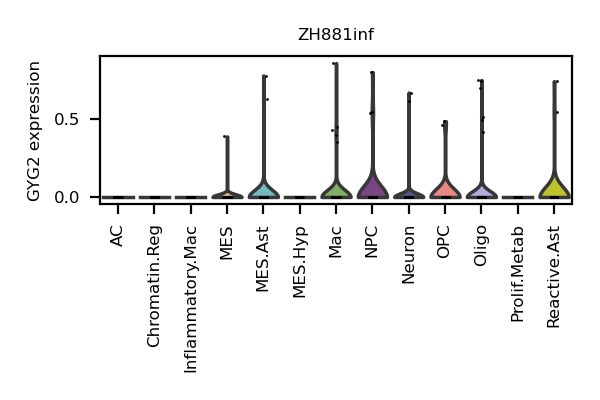 ZH881inf
GYG2 expression
0.5
0.0
AC
Chromatin.Reg
Inflammatory.Mac
MES
MES.Ast
MES.Hyp
Mac
NPC
Neuron
OPC
Oligo
Prolif.Metab
Reactive.Ast